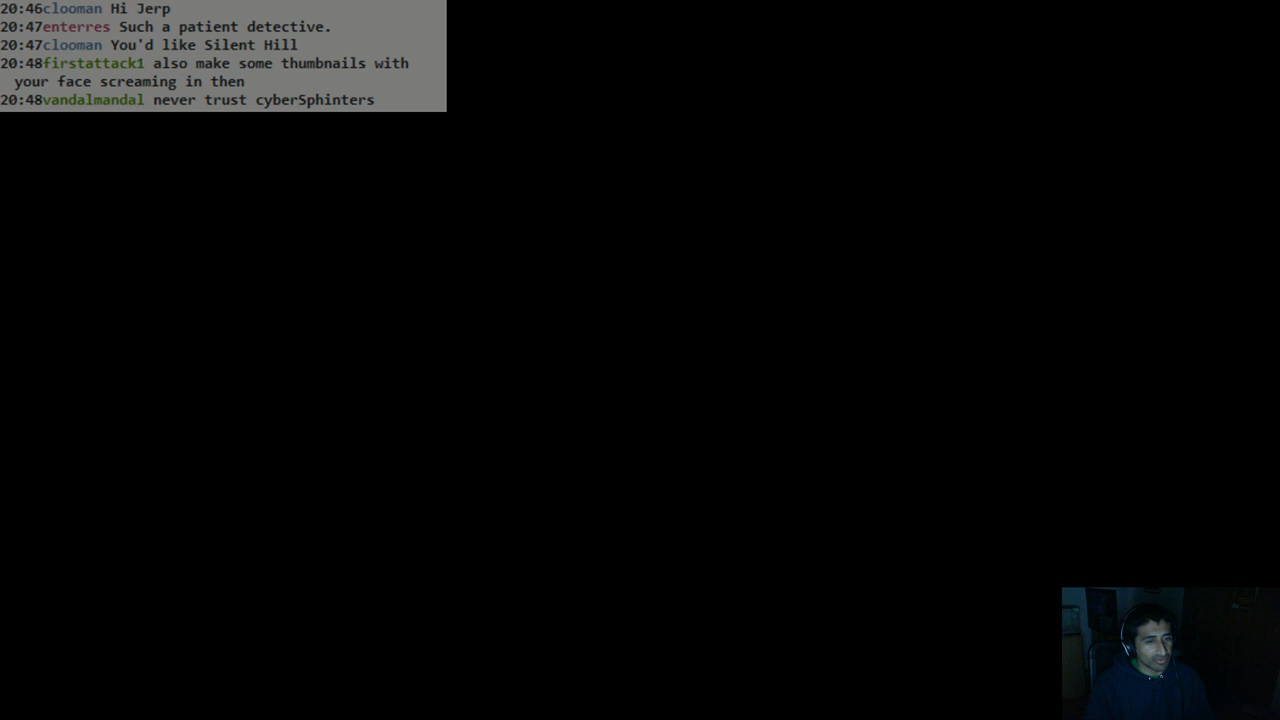 20:46clooman Hi Jerp
20:47enterres Such a patient detective.
20:47clooman You'd like Silent Hill
20:48firstattack1 also make some thumbnails with
your face screaming in then
20:48vandalmandal never trust cyberSphinters